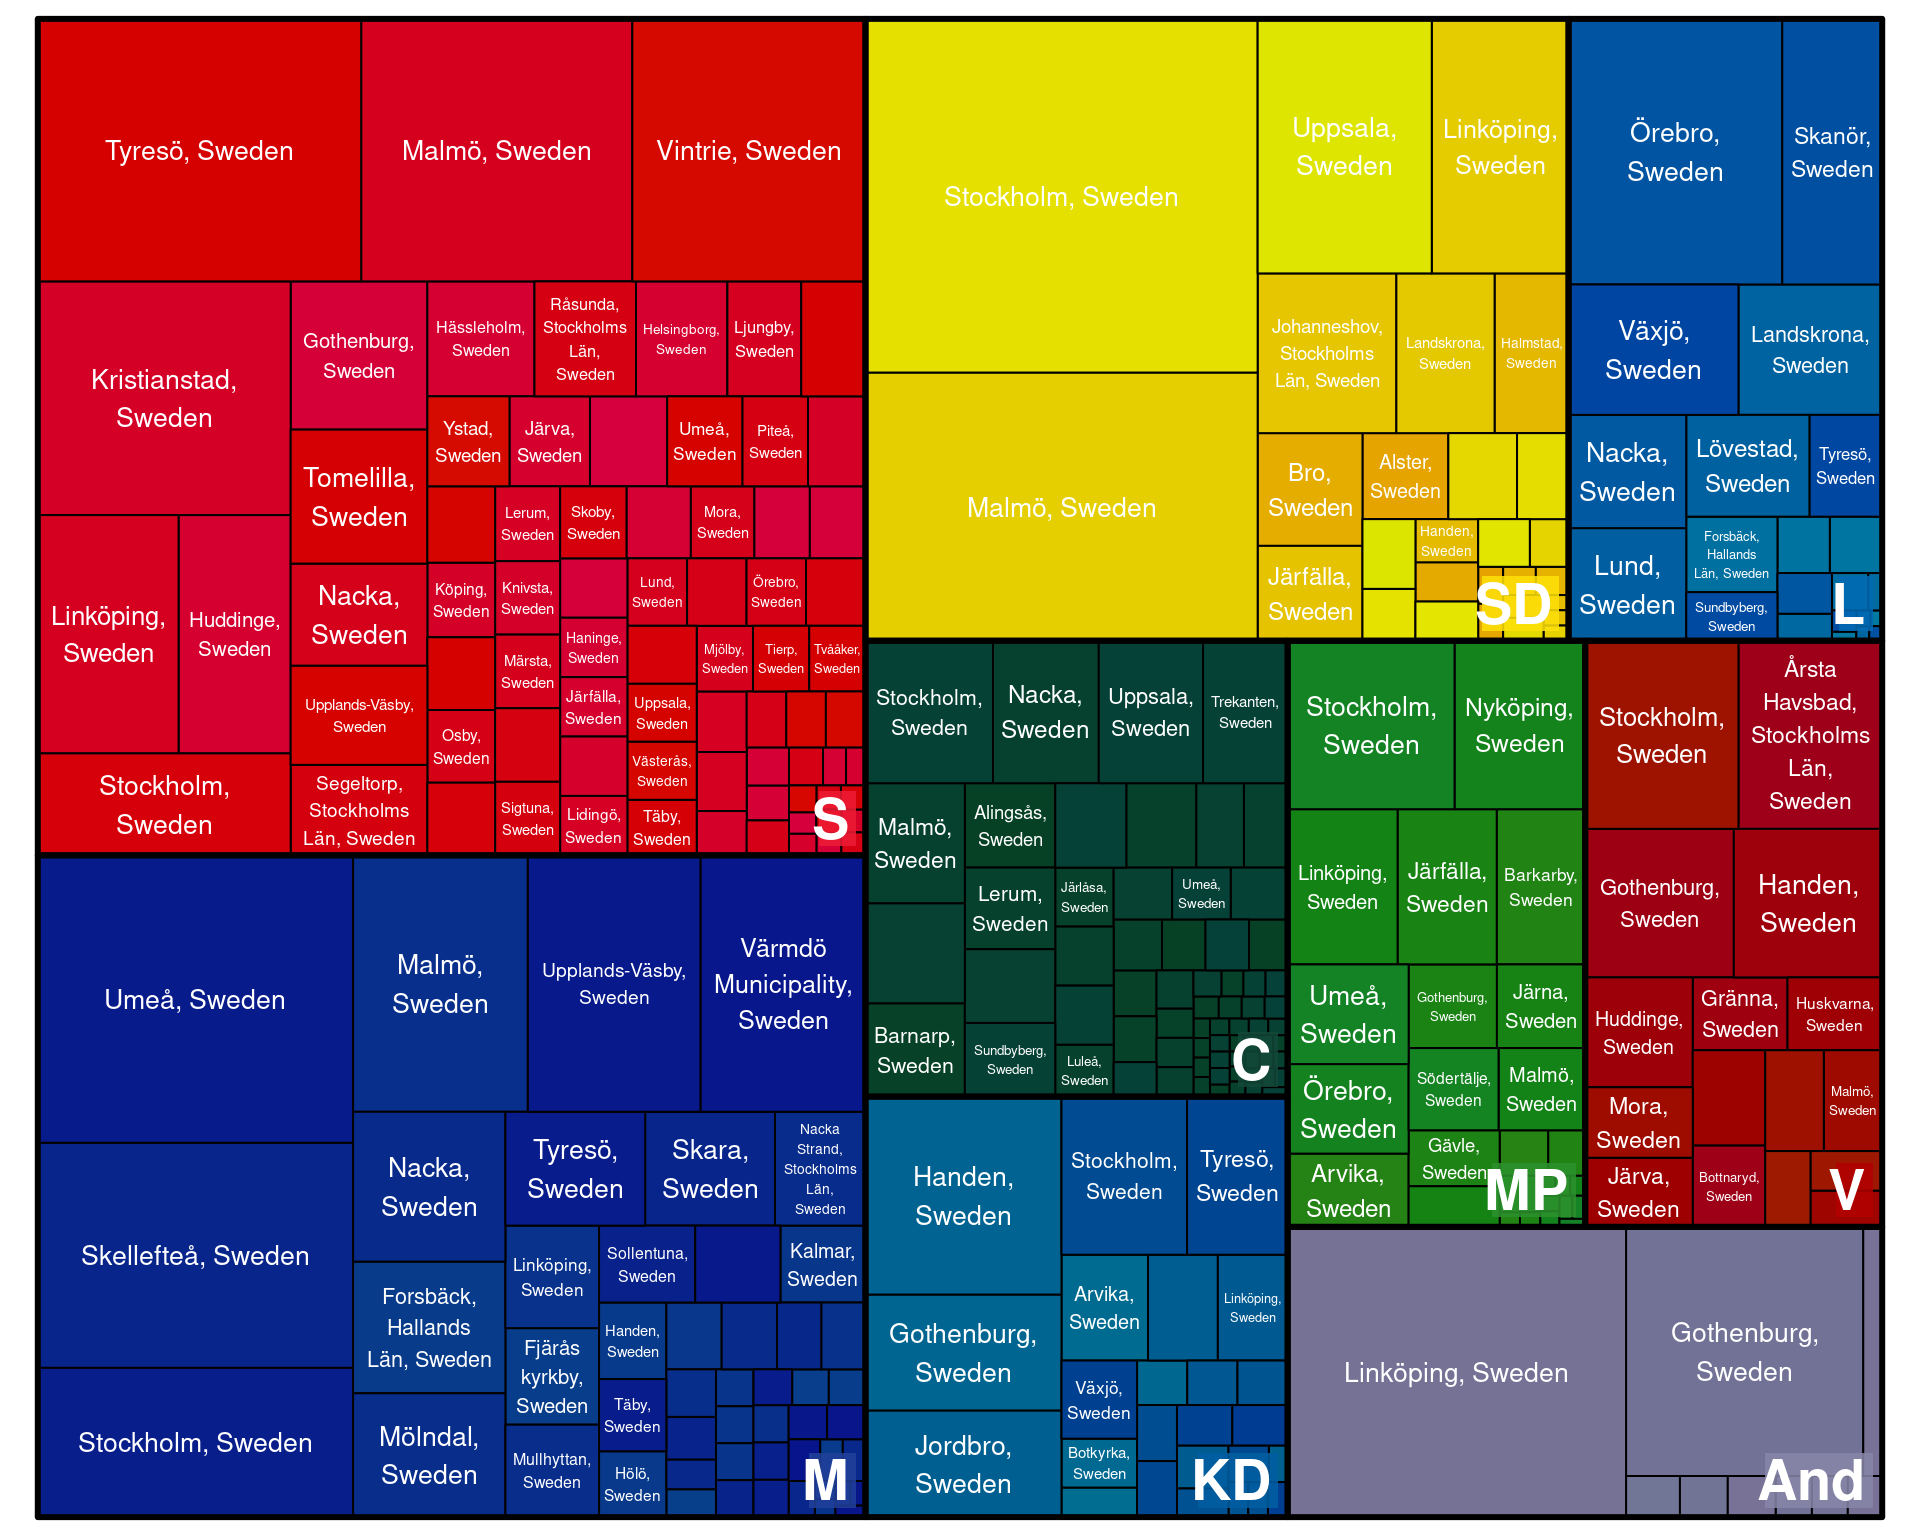 Tyresö, Sweden
Malmö, Sweden
Vintrie, Sweden
Kristianstad,
Sweden
Linköping,
Sweden
Huddinge,
Sweden
Stockholm,
Sweden
Gothenburg,
Sweden
Tomelilla,
Sweden
Nacka,
Sweden
Upplands-Väsby,
Sweden
Segeltorp,
Stockholms
Län, Sweden
Hässleholm,
Sweden
Råsunda,
Stockholms
Län,
Sweden
Helsingborg,
Sweden
Ljungby,
Sweden
Ystad,
Sweden
Järva,
Sweden
Umeå,
Sweden
Piteå,
Sweden
Lerum,
Sweden
Skoby,
Sweden
Mora,
Sweden
Köping,
Sweden
Knivsta,
Sweden
Lund,
Sweden
Örebro,
Sweden
Haninge,
Sweden
Märsta,
Sweden
Mjölby,
Sweden
Tierp,
Sweden
Tvååker,
Sweden
Järfälla,
Sweden
Uppsala,
Sweden
Osby,
Sweden
Västerås,
Sweden
Sigtuna,
Sweden
Lidingö,
Sweden
Täby,
Sweden
S
Umeå, Sweden
Skellefteå, Sweden
Stockholm, Sweden
Malmö,
Sweden
Upplands-Väsby,
Sweden
Värmdö
Municipality,
Sweden
Nacka,
Sweden
Forsbäck,
Hallands
Län, Sweden
Mölndal,
Sweden
Tyresö,
Sweden
Skara,
Sweden
Nacka
Strand,
Stockholms
Län,
Sweden
Linköping,
Sweden
Sollentuna,
Sweden
Kalmar,
Sweden
Fjärås
kyrkby,
Sweden
Handen,
Sweden
Täby,
Sweden
Mullhyttan,
Sweden
Hölö,
Sweden
M
Stockholm, Sweden
Malmö, Sweden
Uppsala,
Sweden
Linköping,
Sweden
Johanneshov,
Stockholms
Län, Sweden
Landskrona,
Sweden
Halmstad,
Sweden
Bro,
Sweden
Alster,
Sweden
Handen,
Sweden
Järfälla,
Sweden
SD
Örebro,
Sweden
Skanör,
Sweden
Växjö,
Sweden
Landskrona,
Sweden
Nacka,
Sweden
Lövestad,
Sweden
Tyresö,
Sweden
Lund,
Sweden
Forsbäck,
Hallands
Län, Sweden
Sundbyberg,
Sweden
L
Stockholm,
Sweden
Nacka,
Sweden
Uppsala,
Sweden
Trekanten,
Sweden
Malmö,
Sweden
Alingsås,
Sweden
Lerum,
Sweden
Järlåsa,
Sweden
Umeå,
Sweden
Barnarp,
Sweden
Sundbyberg,
Sweden
Luleå,
Sweden
C
Handen,
Sweden
Gothenburg,
Sweden
Jordbro,
Sweden
Stockholm,
Sweden
Tyresö,
Sweden
Arvika,
Sweden
Linköping,
Sweden
Växjö,
Sweden
Botkyrka,
Sweden
KD
Stockholm,
Sweden
Nyköping,
Sweden
Linköping,
Sweden
Järfälla,
Sweden
Barkarby,
Sweden
Umeå,
Sweden
Gothenburg,
Sweden
Järna,
Sweden
Örebro,
Sweden
Södertälje,
Sweden
Malmö,
Sweden
Arvika,
Sweden
Gävle,
Sweden
MP
Stockholm,
Sweden
Årsta
Havsbad,
Stockholms
Län,
Sweden
Gothenburg,
Sweden
Handen,
Sweden
Huddinge,
Sweden
Gränna,
Sweden
Huskvarna,
Sweden
Mora,
Sweden
Malmö,
Sweden
Järva,
Sweden
Bottnaryd,
Sweden
V
Linköping, Sweden
Gothenburg,
Sweden
And